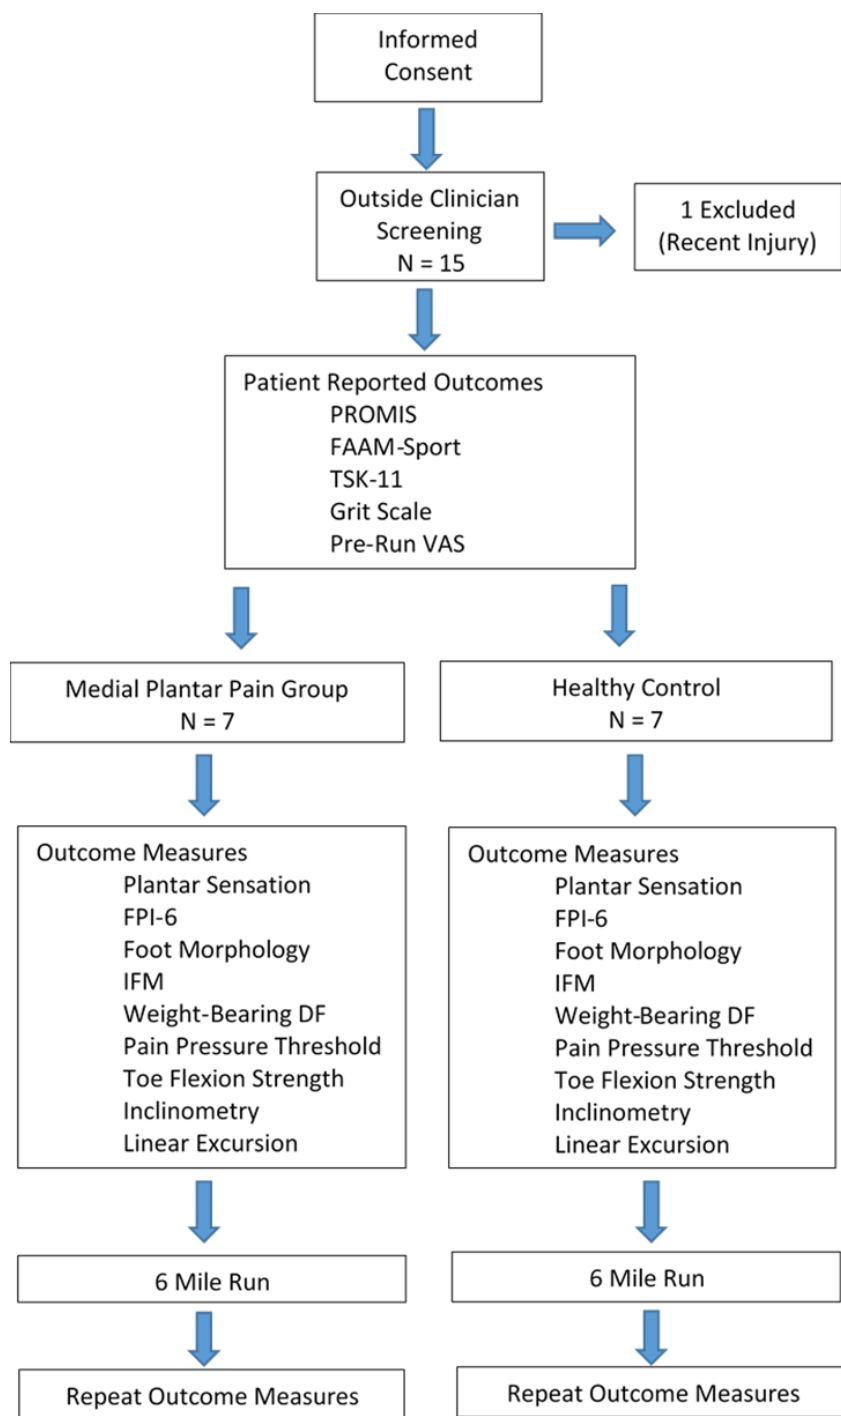 Informed
Consent
Outside Clinician
Screening
N = 15
1 Excluded
(Recent Injury)
Patient Reported Outcomes
PROMIS
FAAM-Sport
TSK-11
Grit Scale
Pre-Run VAS
Medial Plantar Pain Group
N = 7
Healthy Control
N = 7
Outcome Measures
Plantar Sensation
FPI-6
Foot Morphology
IFM
Weight-Bearing DF
Pain Pressure Threshold
Toe Flexion Strength
Inclinometry
Linear Excursion
Outcome Measures
Plantar Sensation
FPI-6
Foot Morphology
IFM
Weight-Bearing DF
Pain Pressure Threshold
Toe Flexion Strength
Inclinometry
Linear Excursion
6 Mile Run
6 Mile Run
Repeat Outcome Measures
Repeat Outcome Measures